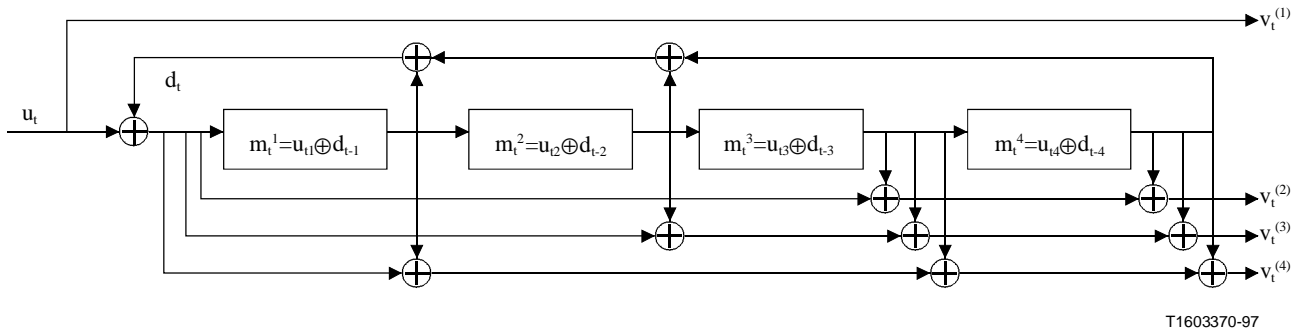 v_t^(1)
d_t
u_t
m_t^1=u_t1⊕d_t-1
m_t^2=u_t2⊕d_t-2
m_t^3=u_t3⊕d_t-3
m_t^4=u_t4⊕d_t-4
v_t^(2)
v_t^(3)
v_t^(4)
T1603370-97